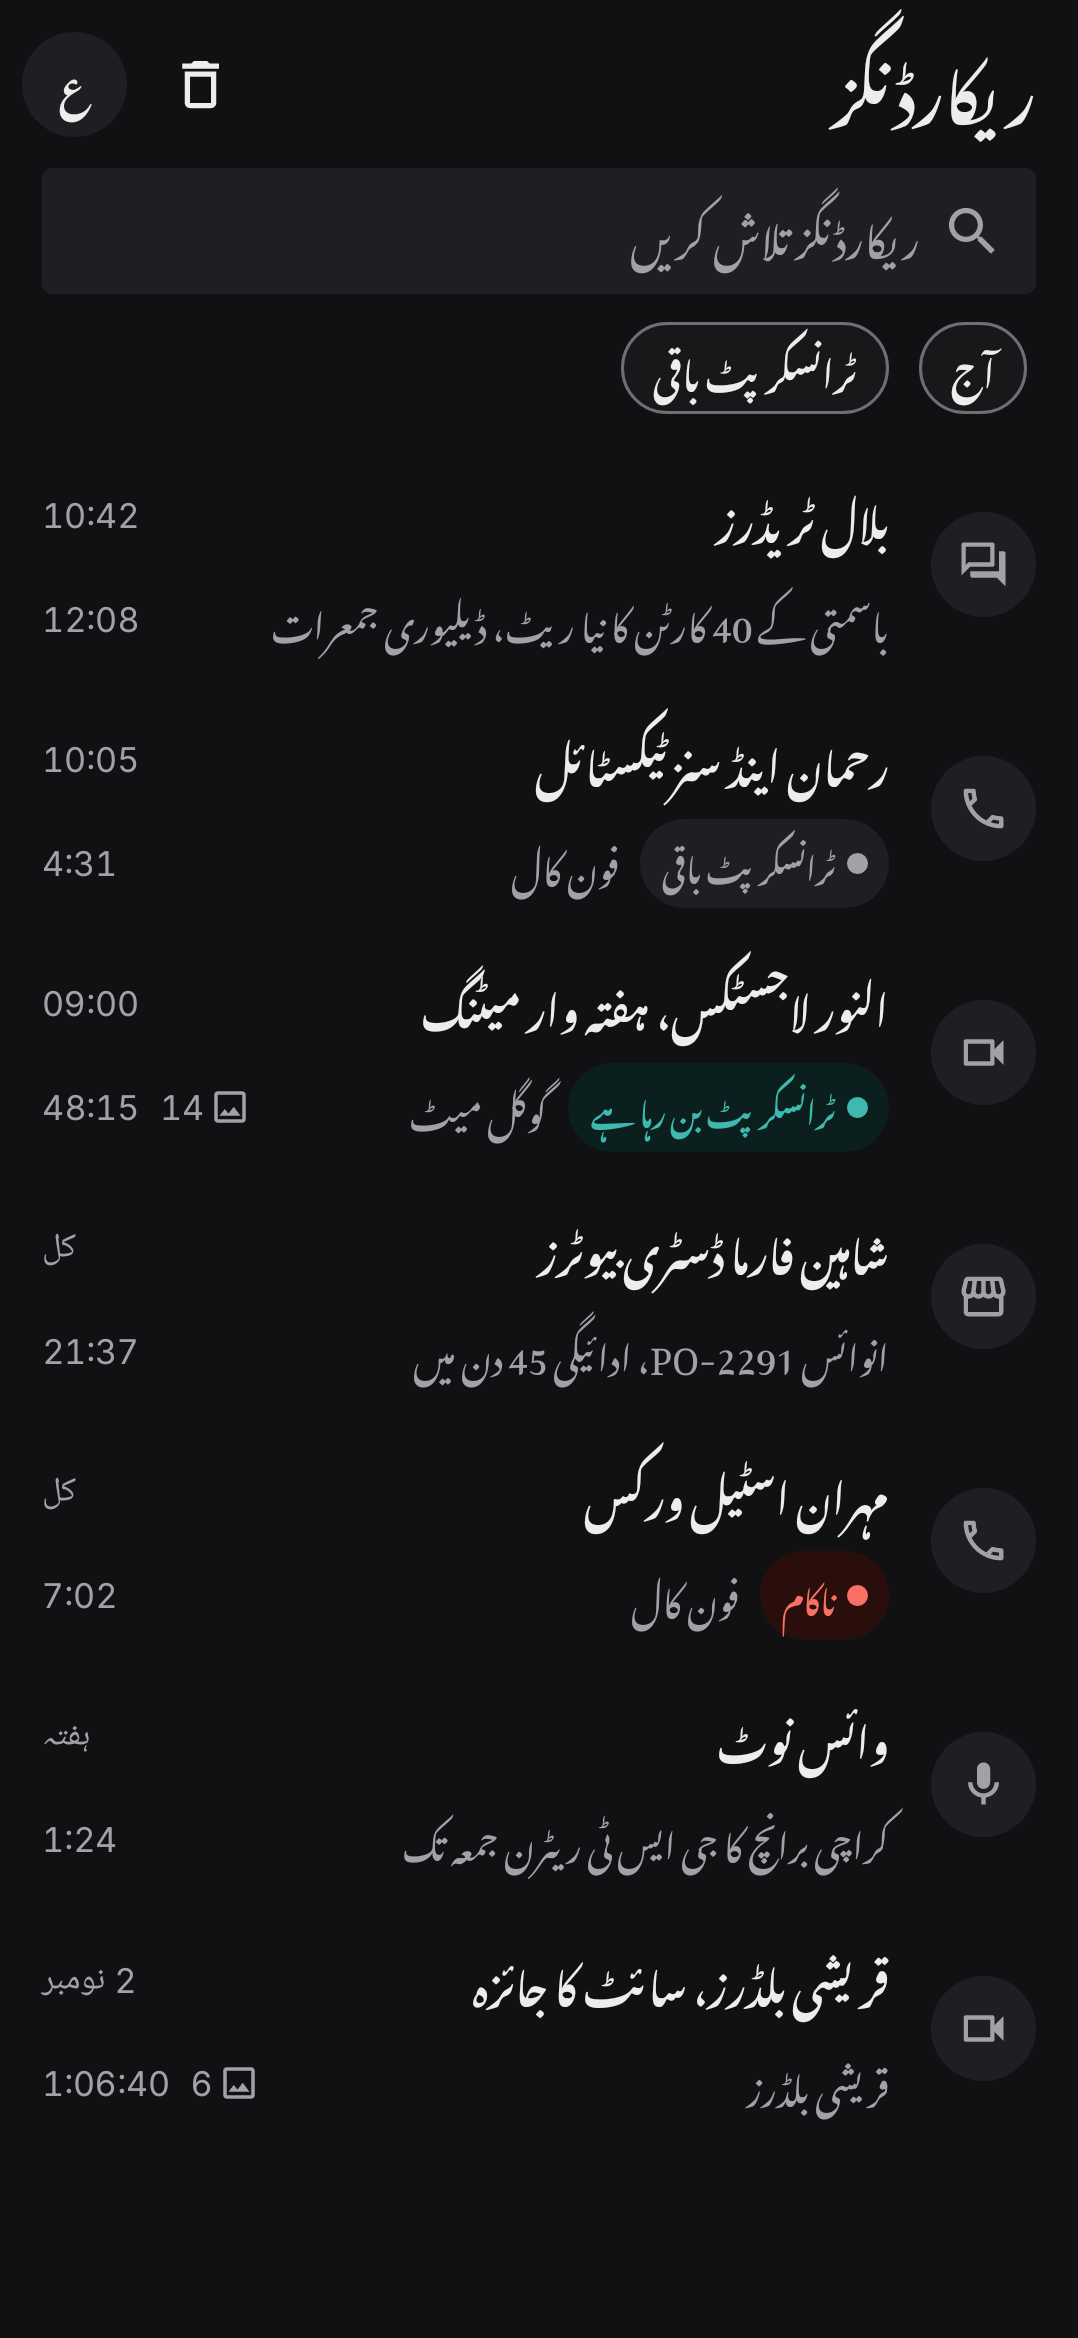 ریکارڈنگز
ع
ریکارڈنگز تلاش کریں
آج
ٹرانسکرپٹ باقی
بلال ٹریڈرز
10:42
باسمتی کے 40 کارٹن کا نیا ریٹ، ڈیلیوری جمعرات
12:08
رحمان اینڈ سنز ٹیکسٹائل
10:05
ٹرانسکرپٹ باقی فون کال
4:31
النور لاجسٹکس، ہفتہ وار میٹنگ
09:00
ٹرانسکرپٹ بن رہا ہے گوگل میٹ
14 48:15
شاہین فارما ڈسٹری بیوٹرز
کل
انوائس PO-2291، ادائیگی 45 دن میں
21:37
مہران اسٹیل ورکس
کل
ناکام فون کال
7:02
وائس نوٹ
ہفتہ
کراچی برانچ کا جی ایس ٹی ریٹرن جمعہ تک
1:24
قریشی بلڈرز، سائٹ کا جائزہ
2 نومبر
قریشی بلڈرز
6 1:06:40